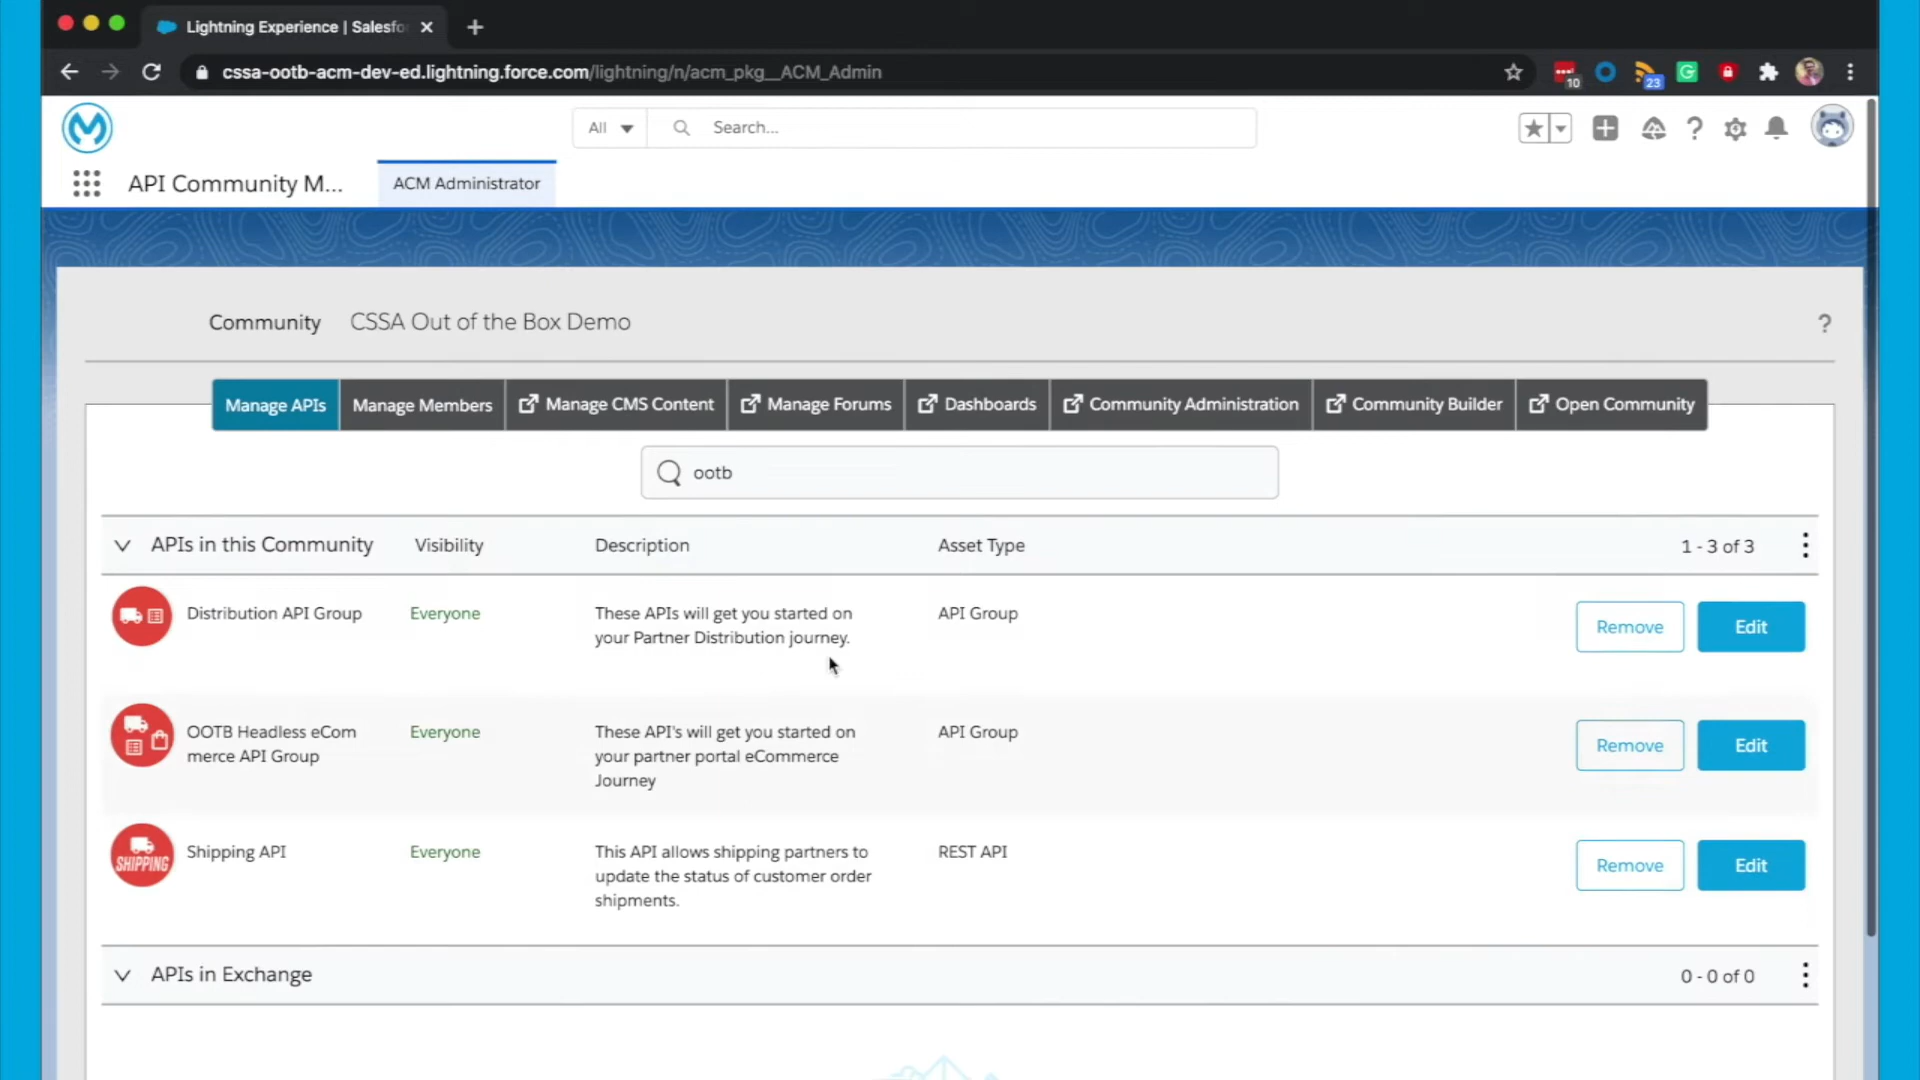 Lightning Experience | Salesfo
cssa-ootb-acm-dev-ed.lightning.force.com/lightning/n/acm_pkg__ACM_Admin
10
23
All
Search...
API Community M...
ACM Administrator
Community
CSSA Out of the Box Demo
?
Manage APIs
Manage Members
Manage CMS Content
Manage Forums
Dashboards
Community Administration
Community Builder
Open Community
ootb
APIs in this Community
Visibility
Description
Asset Type
1 - 3 of 3
Distribution API Group
Everyone
These APIs will get you started on
your Partner Distribution journey.
API Group
Remove
Edit
OOTB Headless eCom
merce API Group
Everyone
These API's will get you started on
your partner portal eCommerce
Journey
API Group
Remove
Edit
SHIPPING
Shipping API
Everyone
This API allows shipping partners to
update the status of customer order
shipments.
REST API
Remove
Edit
APIs in Exchange
0 - 0 of 0